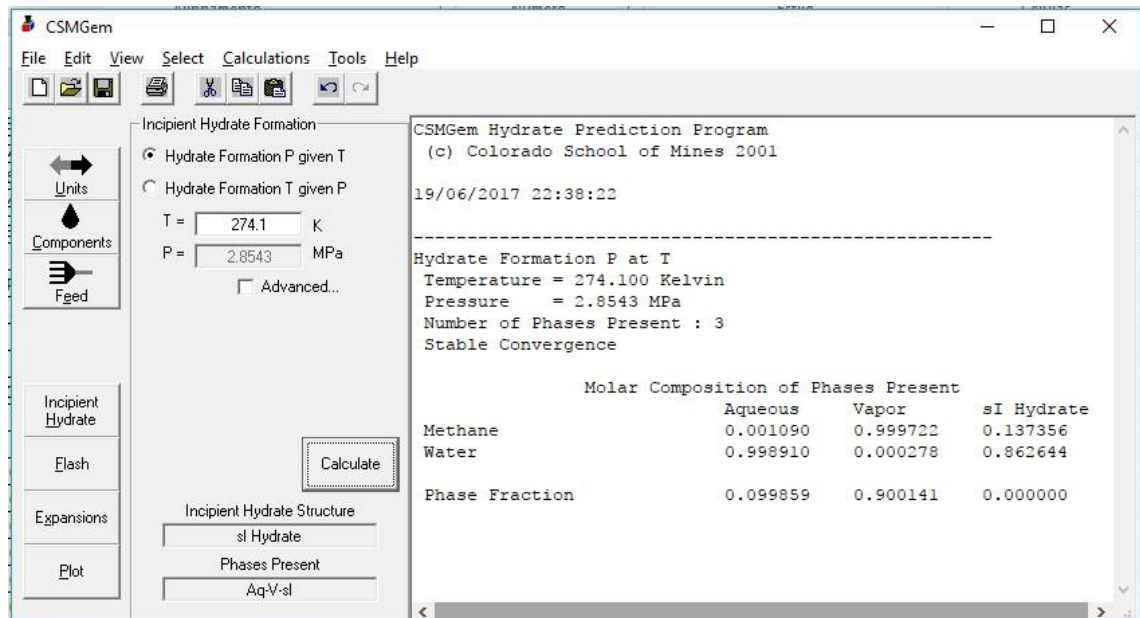 CSMGem
File Edit View Select Calculations Tools Help
Units
Components
Feed
Incipient Hydrate
Flash
Expansions
Plot
Incipient Hydrate Formation
Hydrate Formation P given T
Hydrate Formation T given P
T = 274.1 K
P = 2.8543 MPa
Advanced...
Calculate
Incipient Hydrate Structure
sI Hydrate
Phases Present
Aq-V-sI
CSMGem Hydrate Prediction Program
(c) Colorado School of Mines 2001
19/06/2017 22:38:22
------------------------------------------------------
Hydrate Formation P at T
Temperature = 274.100 Kelvin
Pressure = 2.8543 MPa
Number of Phases Present : 3
Stable Convergence
Molar Composition of Phases Present
Aqueous Vapor sI Hydrate
Methane 0.001090 0.999722 0.137356
Water 0.998910 0.000278 0.862644
Phase Fraction 0.099859 0.900141 0.000000